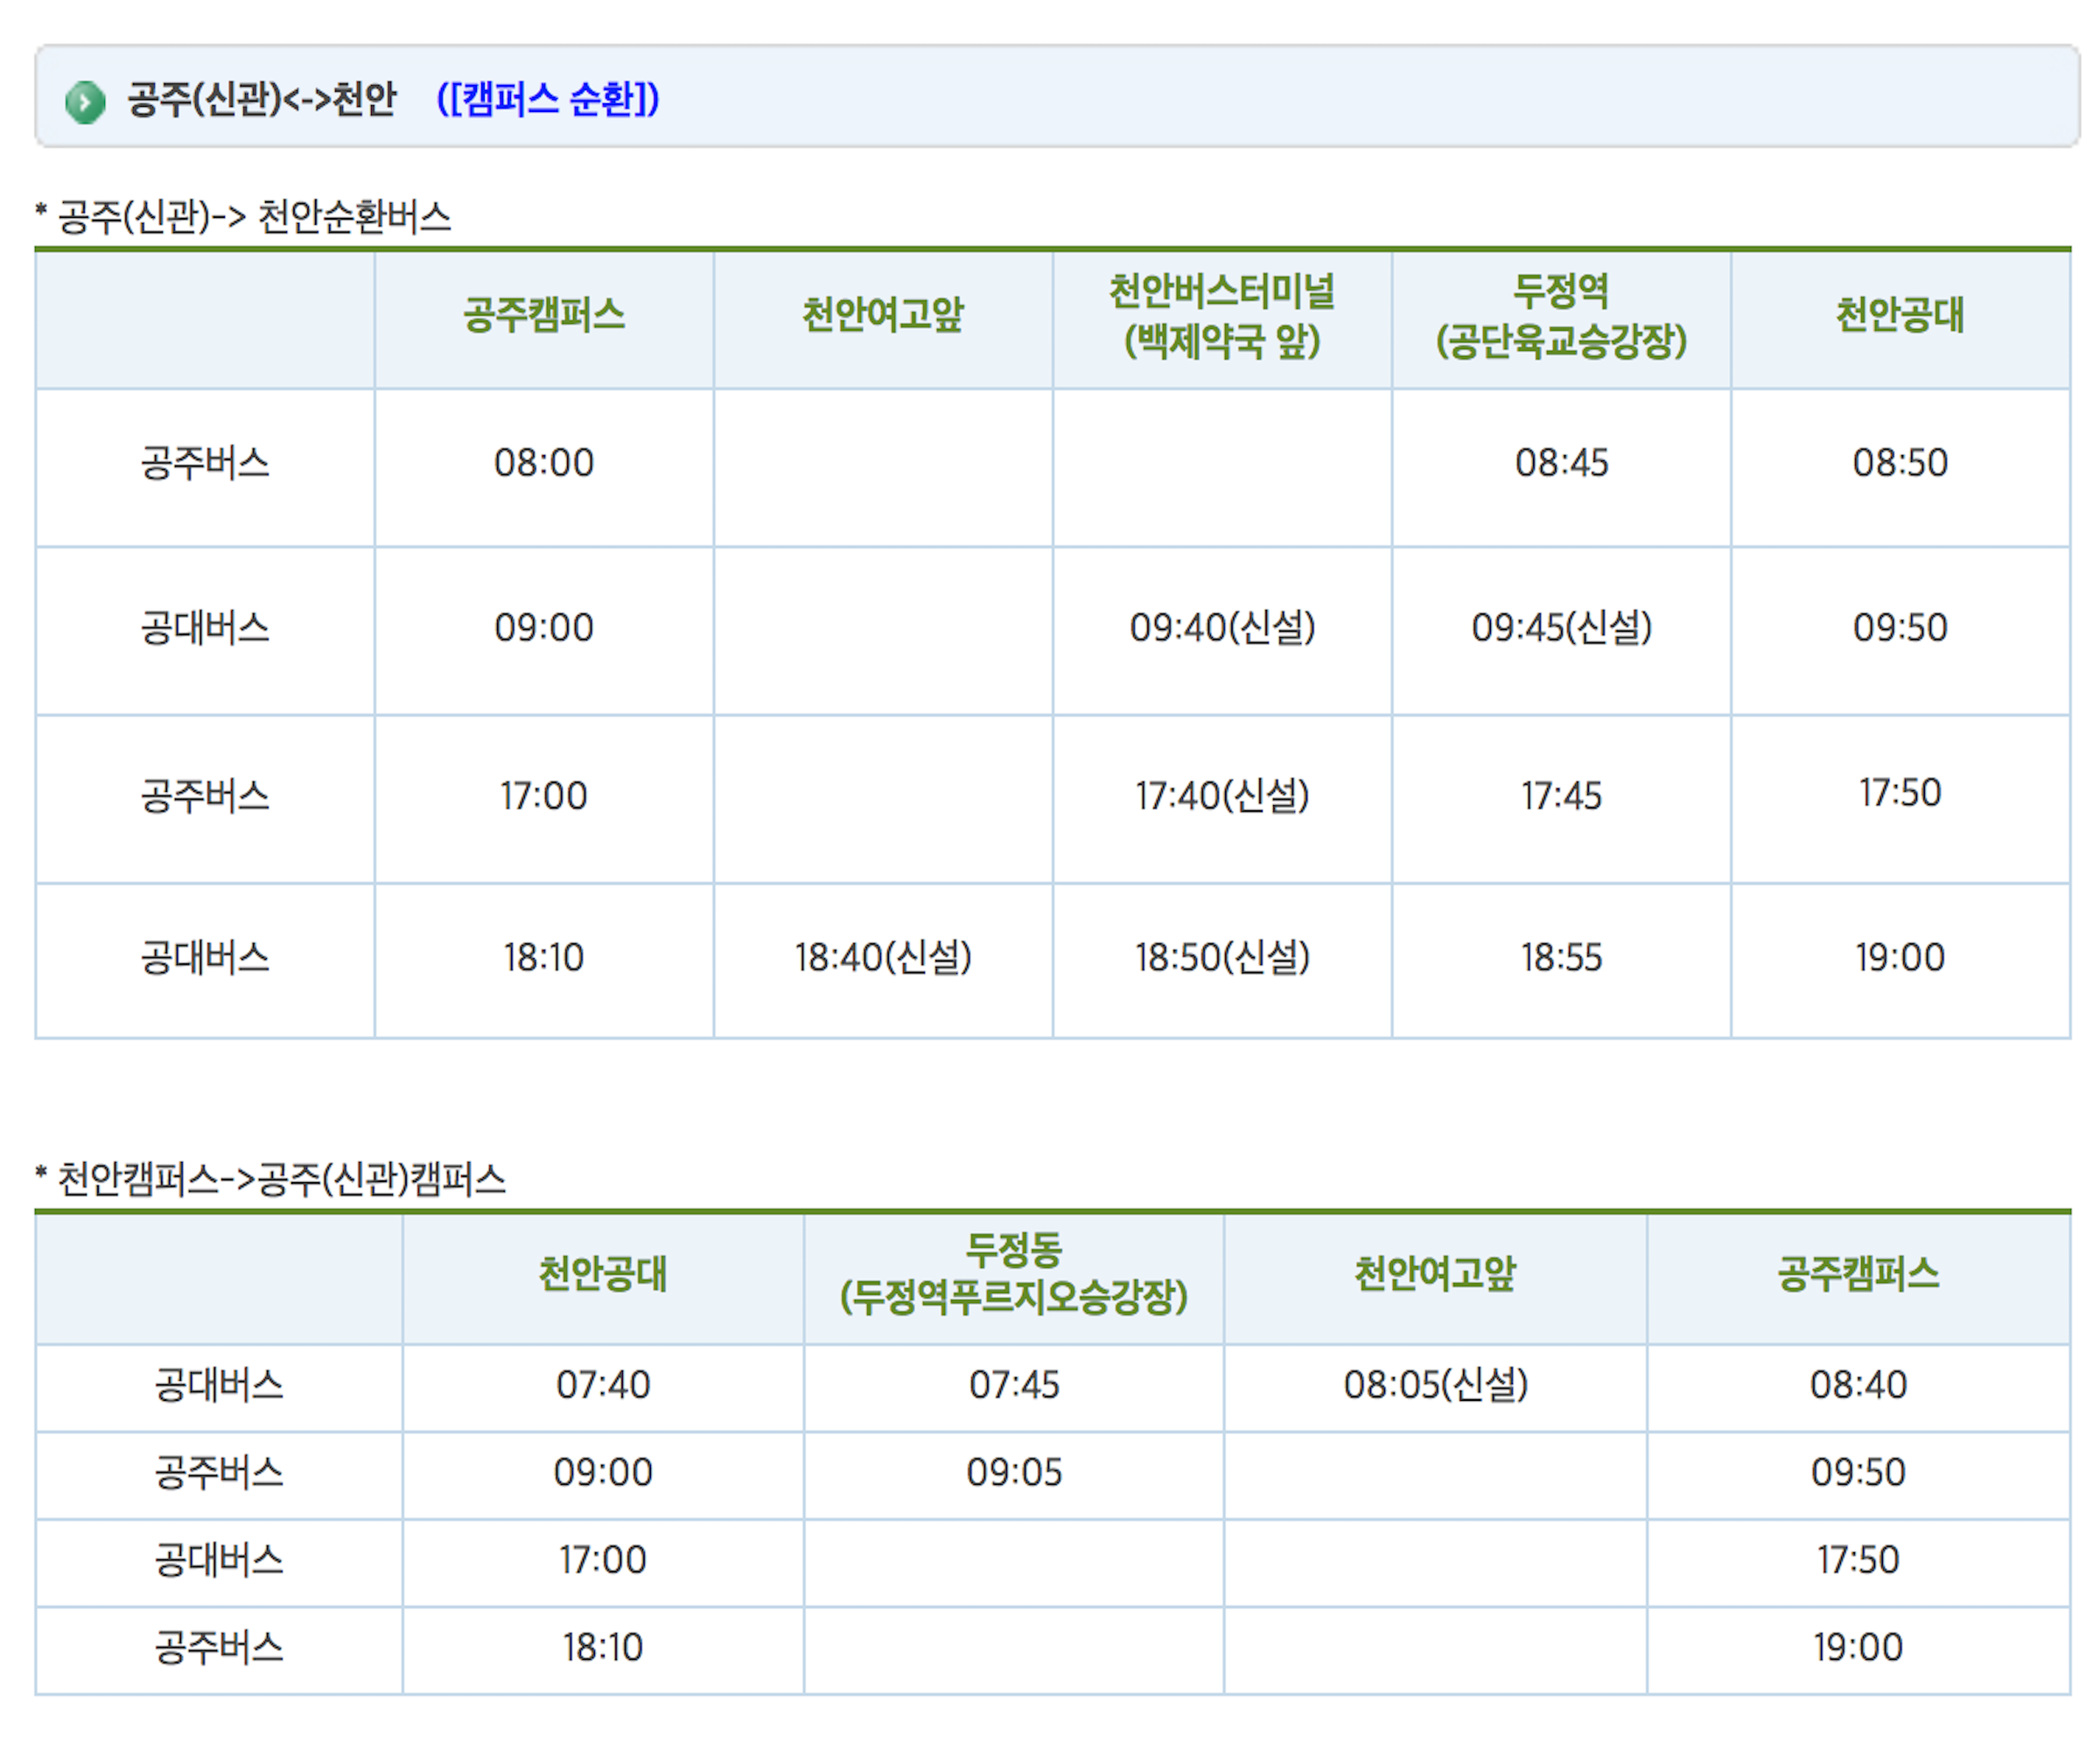 공주(신관)<->천안 ([캠퍼스 순환])
* 공주(신관)-> 천안순환버스
공주캠퍼스 천안여고앞 천안버스터미널 (백제약국 앞) 두정역 (공단육교승강장) 천안공대
공주버스 08:00 08:45 08:50
공대버스 09:00 09:40(신설) 09:45(신설) 09:50
공주버스 17:00 17:40(신설) 17:45 17:50
공대버스 18:10 18:40(신설) 18:50(신설) 18:55 19:00
* 천안캠퍼스->공주(신관)캠퍼스
천안공대 두정동 (두정역푸르지오승강장) 천안여고앞 공주캠퍼스
공대버스 07:40 07:45 08:05(신설) 08:40
공주버스 09:00 09:05 09:50
공대버스 17:00 17:50
공주버스 18:10 19:00